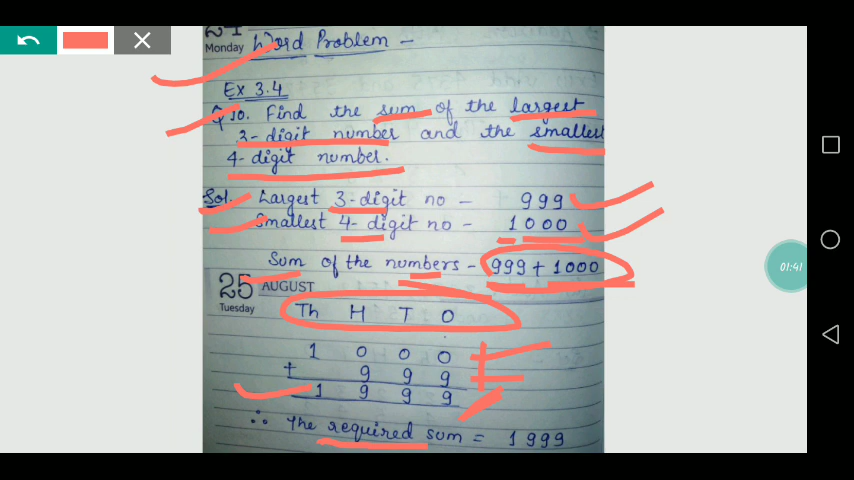 24
Monday Word Problem -
Ex 3.4
Q10. Find the sum of the largest
3-digit number and the smallest
4-digit number.
Sol. Largest 3-digit no - 999
Smallest 4-digit no - 1000
Sum of the numbers - 999 + 1000
25 AUGUST
Tuesday
Th H T O
1 0 0 0
+ 9 9 9
1 9 9 9
∴ The required sum = 1999
01:41